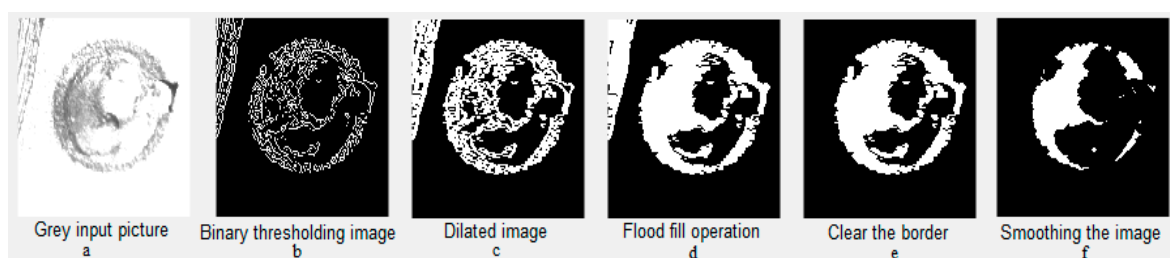 Grey input picture
a
Binary thresholding image
b
Dilated image
c
Flood fill operation
d
Clear the border
e
Smoothing the image
f